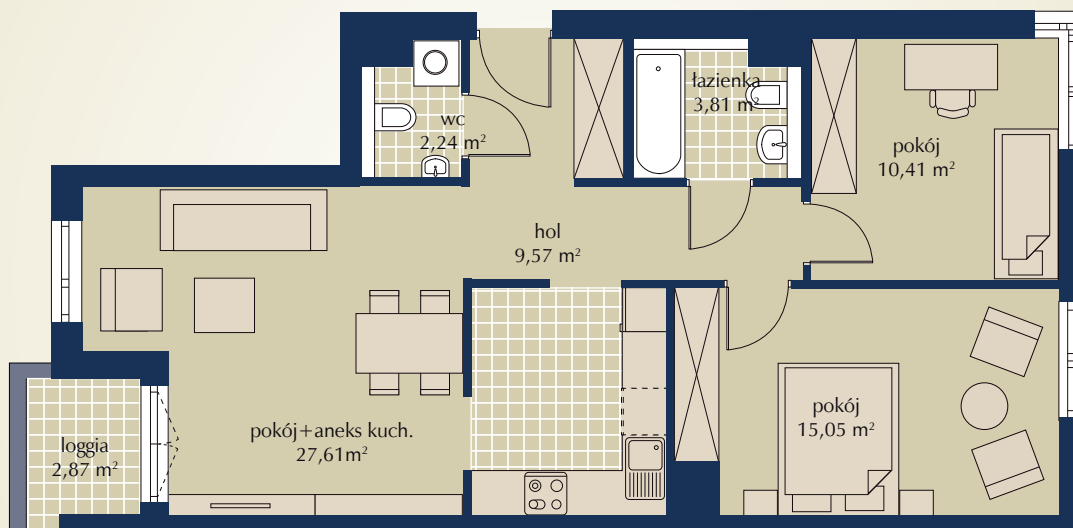 wc
2,24 m²
łazienka
3,81 m²
pokój
10,41 m²
hol
9,57 m²
pokój
15,05 m²
pokój+aneks kuch.
27,61m²
loggia
2,87 m²